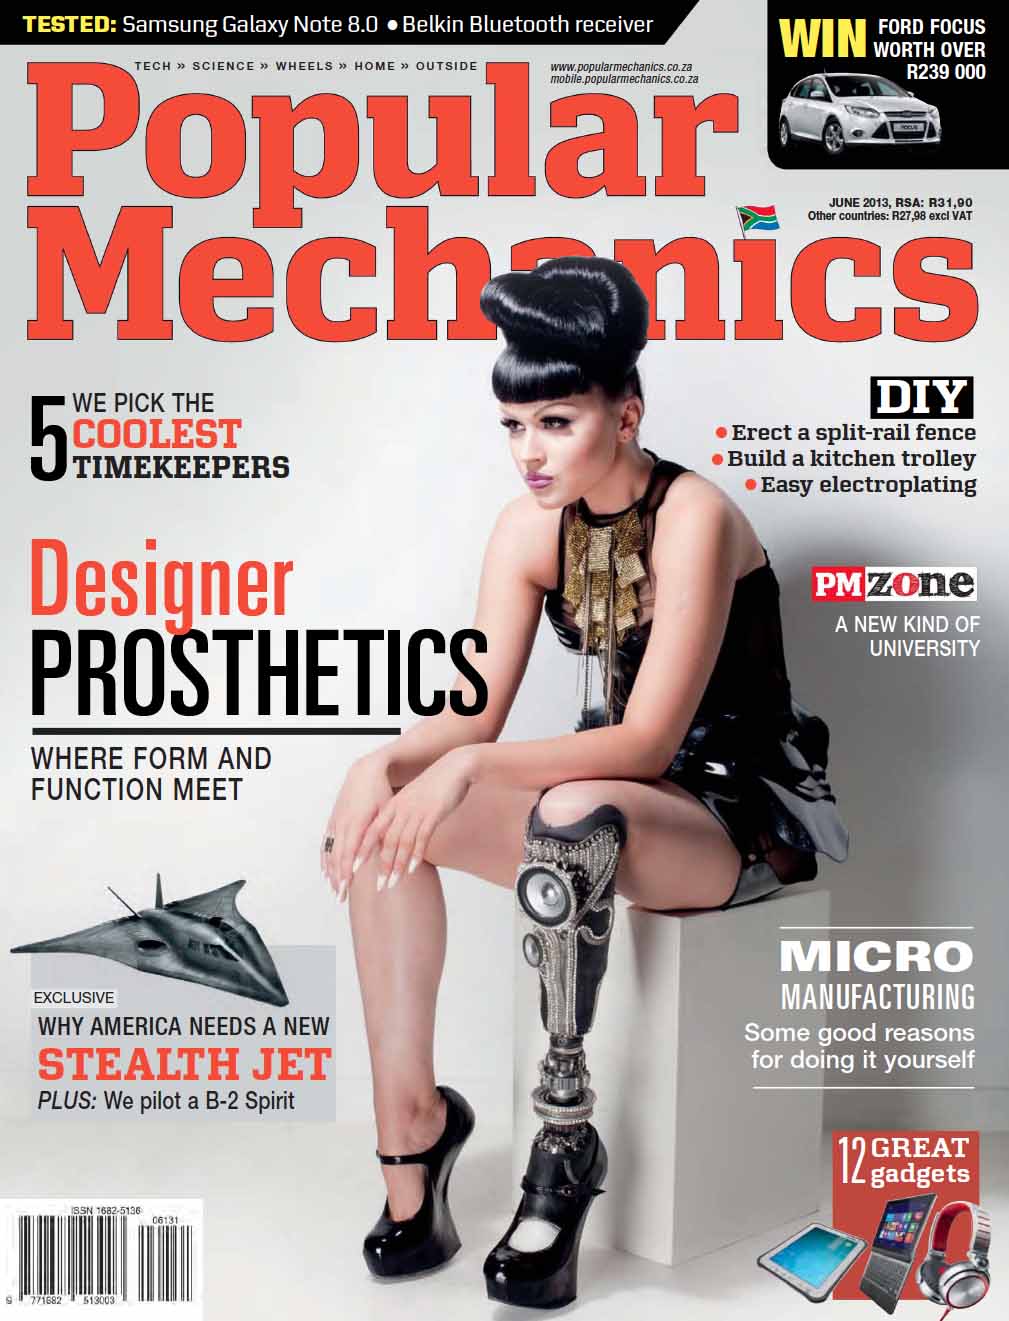 TESTED: Samsung Galaxy Note 8.0 ● Belkin Bluetooth receiver
WIN FORD FOCUS
WORTH OVER
R239 000
TECH » SCIENCE » WHEELS » HOME » OUTSIDE
www.popularmechanics.co.za
mobile.popularmechanics.co.za
Popular
Mechanics
JUNE 2013, RSA: R31,90
Other countries: R27,98 excl VAT
5 WE PICK THE
COOLEST
TIMEKEEPERS
DIY
● Erect a split-rail fence
● Build a kitchen trolley
● Easy electroplating
Designer
PROSTHETICS
WHERE FORM AND
FUNCTION MEET
PM zone
A NEW KIND OF
UNIVERSITY
EXCLUSIVE
WHY AMERICA NEEDS A NEW
STEALTH JET
PLUS: We pilot a B-2 Spirit
MICRO
MANUFACTURING
Some good reasons
for doing it yourself
12 GREAT
gadgets
ISSN 1682-5136
06131
9 771682 513003
FOCUS